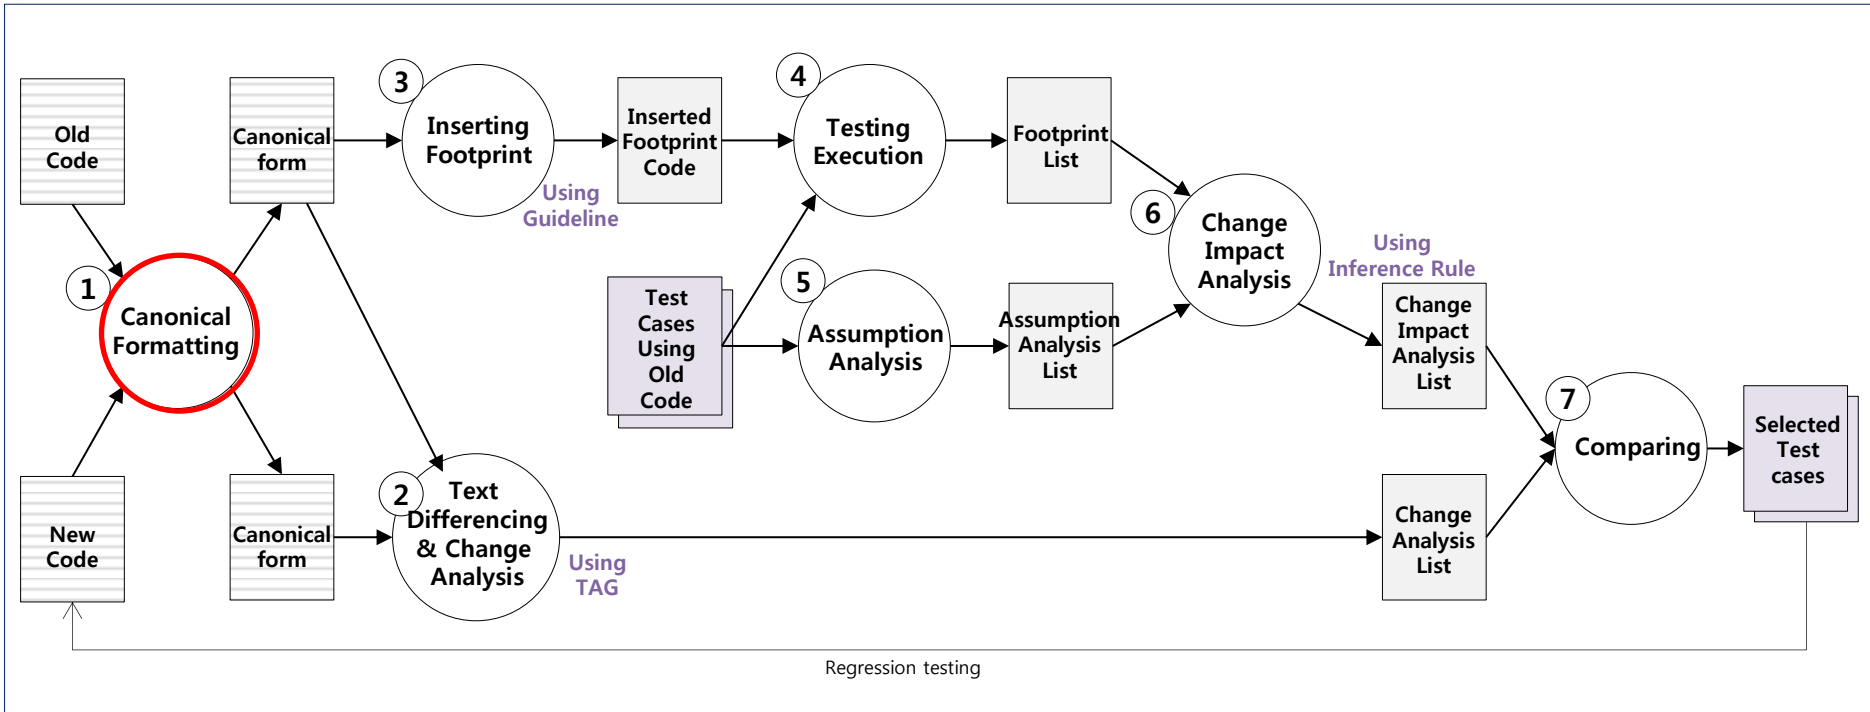 Old
Code
1
Canonical
Formatting
New
Code
Canonical
form
Canonical
form
3
Inserting
Footprint
Using
Guideline
2
Text
Differencing
& Change
Analysis
Using
TAG
Inserted
Footprint
Code
Test
Cases
Using
Old
Code
4
Testing
Execution
5
Assumption
Analysis
Footprint
List
Assumption
Analysis
List
6
Change
Impact
Analysis
Using
Inference Rule
Change
Impact
Analysis
List
Change
Analysis
List
7
Comparing
Selected
Test
cases
Regression testing